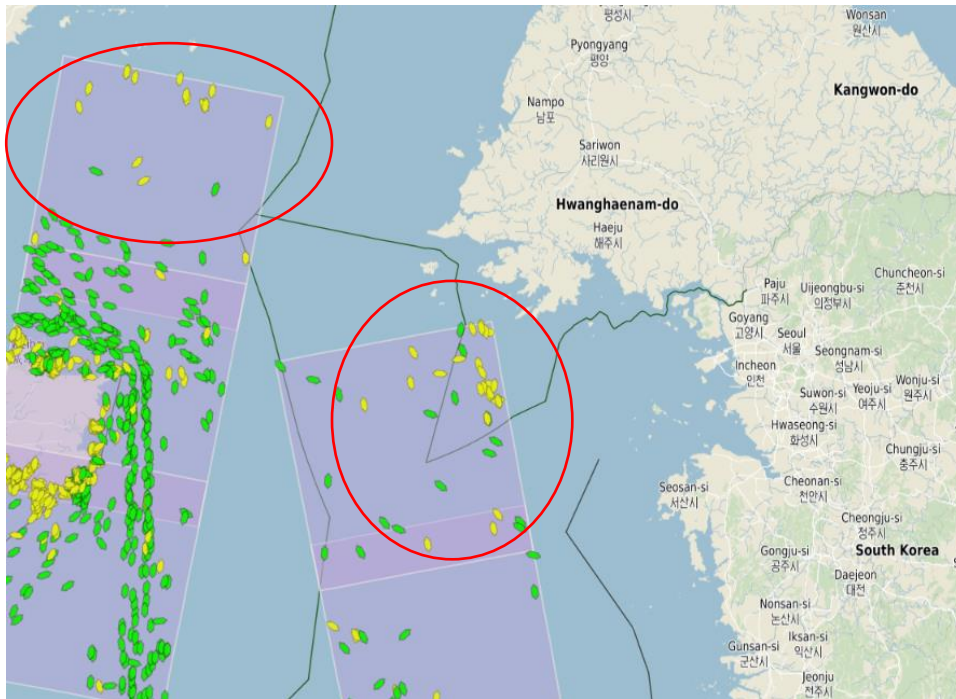 평성시
Wonsan
원산시
Pyongyang
평양
Kangwon-do
Nampo
남포
Sariwon
사리원시
Hwanghaenam-do
Haeju
해주시
Chuncheon-si
춘천시
Paju
파주시
Uijeongbu-si
의정부시
Goyang
고양시
Seoul
서울
Seongnam-si
성남시
Incheon
인천
Suwon-si
수원시
Yeoju-si
여주시
Wonju-si
원주시
Hwaseong-si
화성시
Chungju-si
충주시
Seosan-si
서산시
Cheonan-si
천안시
Cheongju-si
청주시
Gongju-si
공주시
South Korea
Daejeon
대전
Nonsan-si
논산시
Gunsan-si
군산시
Iksan-si
익산시
Jeonju
전주시